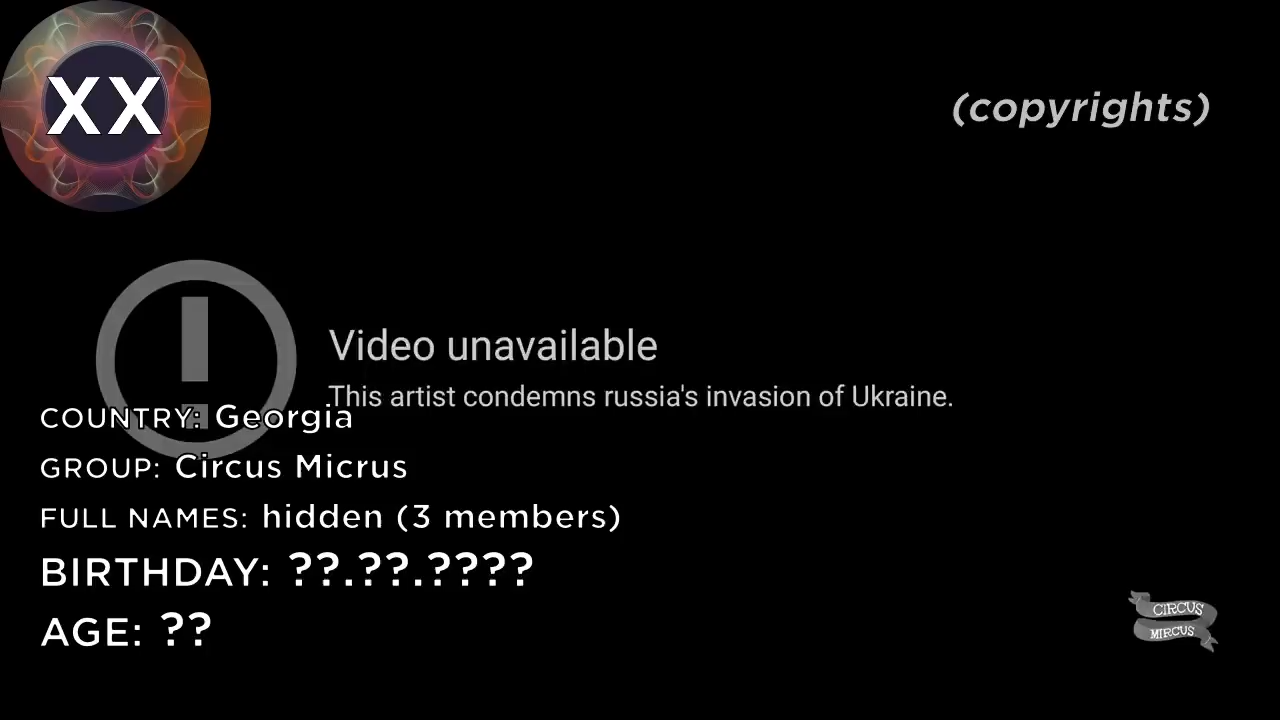 XX
(copyrights)
Video unavailable
This artist condemns russia's invasion of Ukraine.
COUNTRY: Georgia
GROUP: Circus Micrus
FULL NAMES: hidden (3 members)
BIRTHDAY: ??.??.????
AGE: ??
CIRCUS
MIRCUS